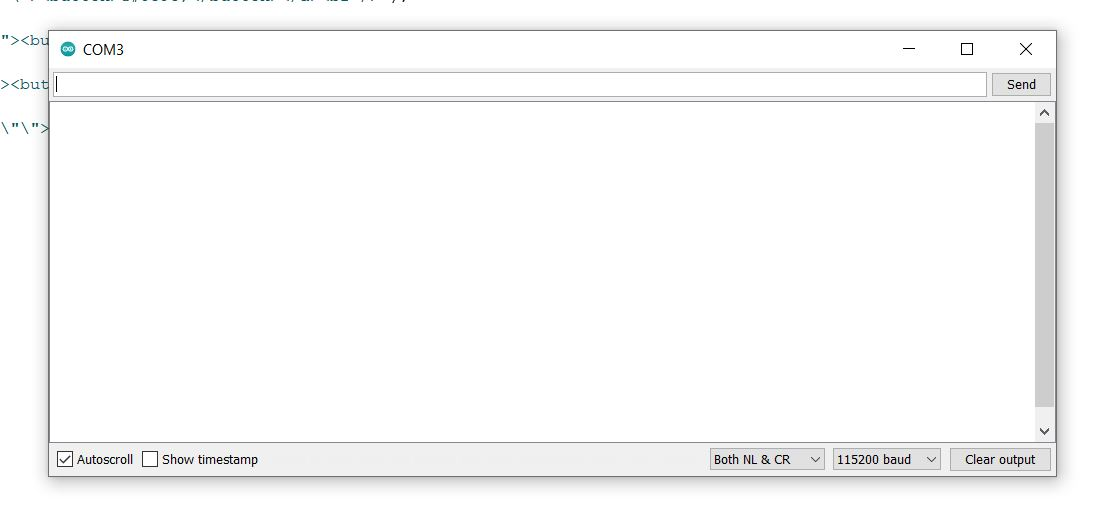 "><bu
COM3
><but
Send
\"\">
Autoscroll
Show timestamp
Both NL & CR
115200 baud
Clear output